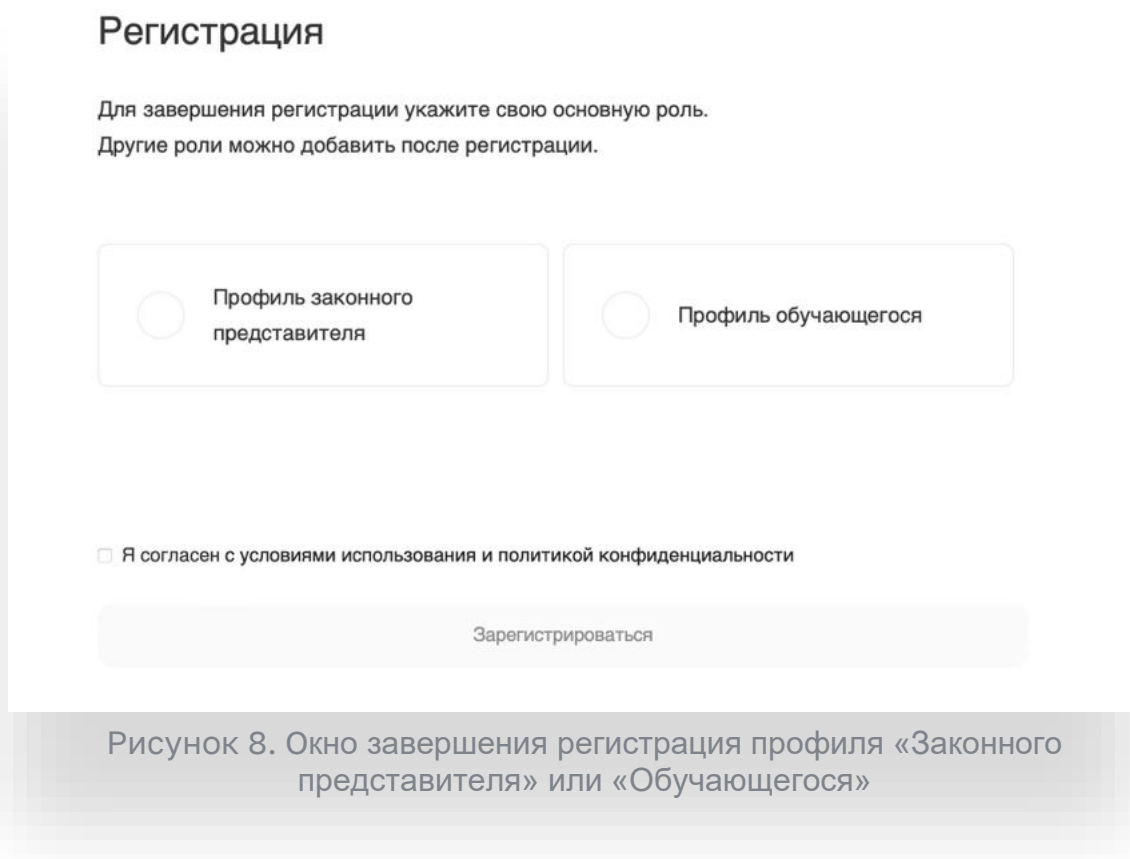 Регистрация
Для завершения регистрации укажите свою основную роль.
Другие роли можно добавить после регистрации.
Профиль законного
представителя
Профиль обучающегося
Я согласен с условиями использования и политикой конфиденциальности
Зарегистрироваться
Рисунок 8. Окно завершения регистрация профиля «Законного
представителя» или «Обучающегося»